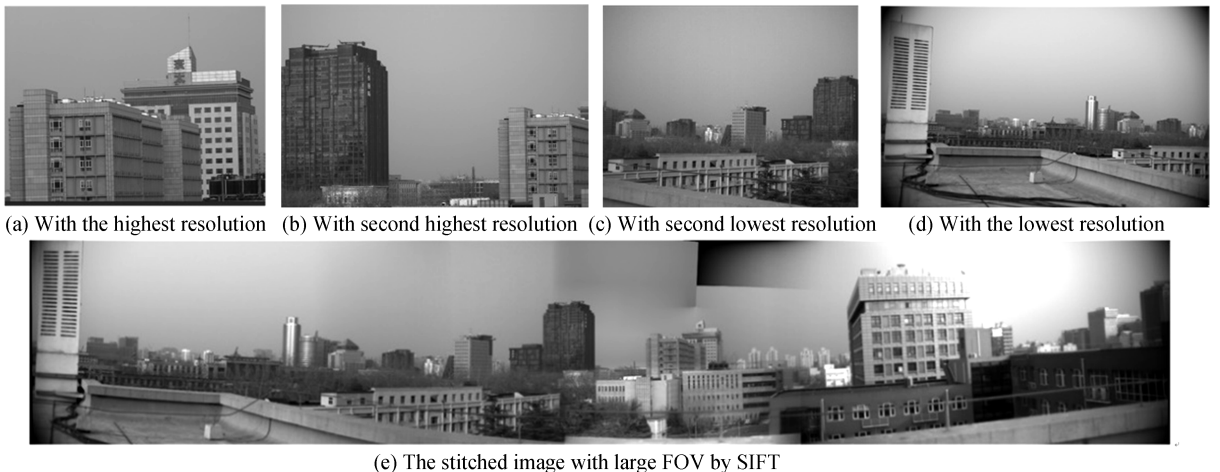 (a) With the highest resolution
(b) With second highest resolution
(c) With second lowest resolution
(d) With the lowest resolution
(e) The stitched image with large FOV by SIFT